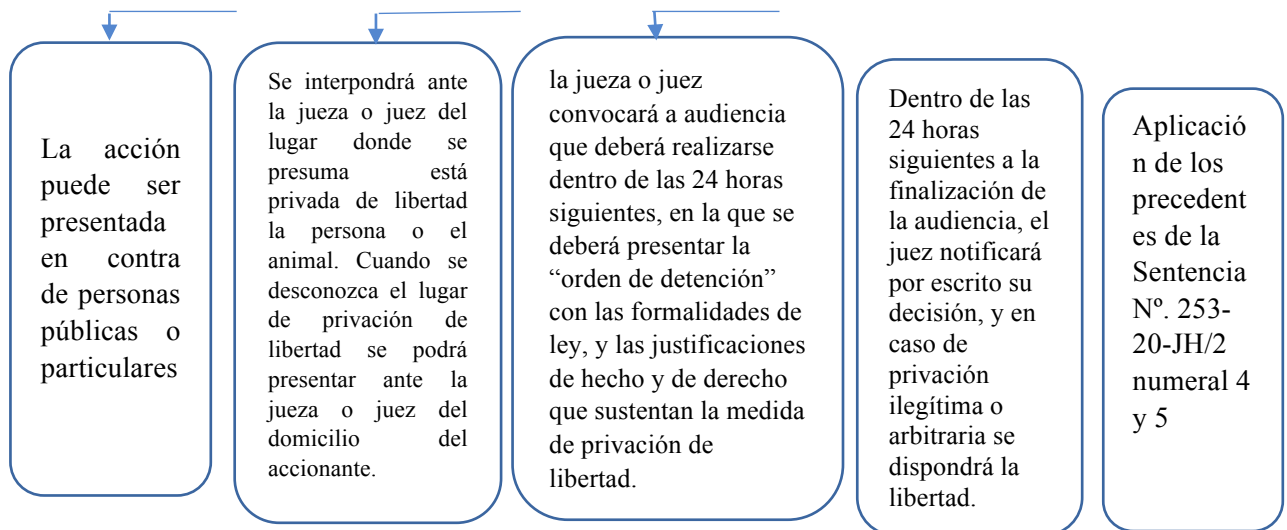 La acción
puede ser
presentada
en contra
de personas
públicas o
particulares
Se interpondrá ante
la jueza o juez del
lugar donde se
presuma está
privada de libertad
la persona o el
animal. Cuando se
desconozca el lugar
de privación de
libertad se podrá
presentar ante la
jueza o juez del
domicilio del
accionante.
la jueza o juez
convocará a audiencia
que deberá realizarse
dentro de las 24 horas
siguientes, en la que se
deberá presentar la
“orden de detención”
con las formalidades de
ley, y las justificaciones
de hecho y de derecho
que sustentan la medida
de privación de
libertad.
Dentro de las
24 horas
siguientes a la
finalización de
la audiencia, el
juez notificará
por escrito su
decisión, y en
caso de
privación
ilegítima o
arbitraria se
dispondrá la
libertad.
Aplicació
n de los
precedent
es de la
Sentencia
Nº. 253-
20-JH/2
numeral 4
y 5